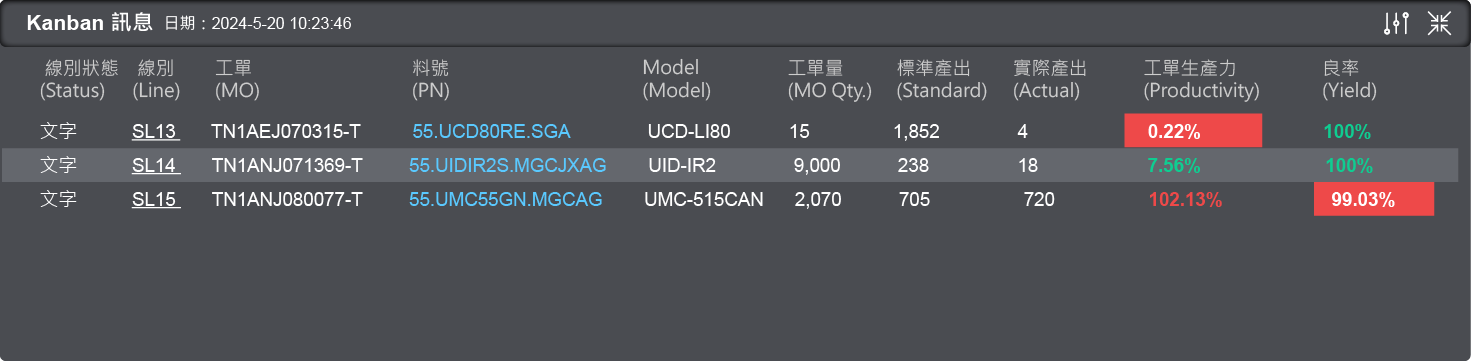 Kanban 訊息 日期：2024-5-20 10:23:46
線別狀態 線別 工單 料號 Model 工單量 標準產出 實際產出 工單生產力 良率
(Status) (Line) (MO) (PN) (Model) (MO Qty.) (Standard) (Actual) (Productivity) (Yield)
文字 SL13 TN1AEJ070315-T 55.UCD80RE.SGA UCD-LI80 15 1,852 4 0.22% 100%
文字 SL14 TN1ANJ071369-T 55.UIDIR2S.MGCJXAG UID-IR2 9,000 238 18 7.56% 100%
文字 SL15 TN1ANJ080077-T 55.UMC55GN.MGCAG UMC-515CAN 2,070 705 720 102.13% 99.03%